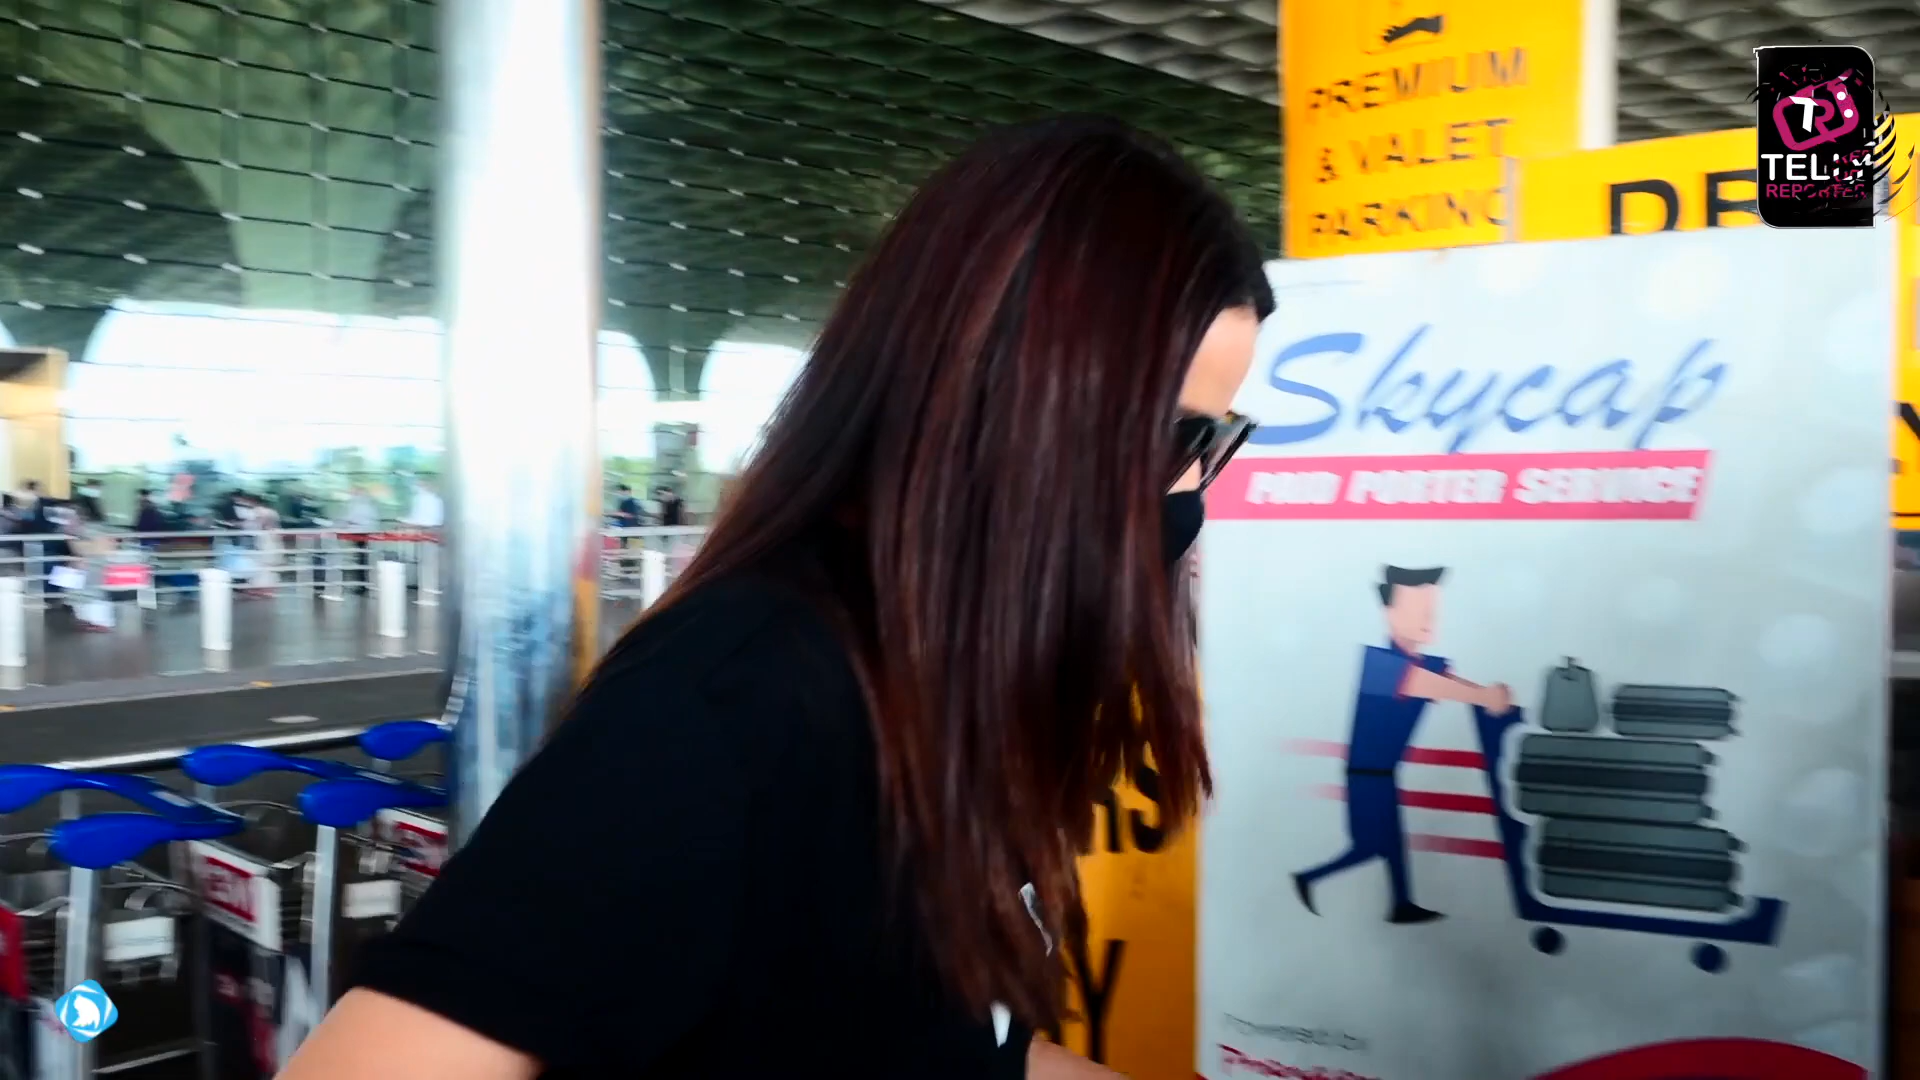 PREMIUM
& VALET
PARKING
TELLY
REPORTER
Skycap
PAID PORTER SERVICE